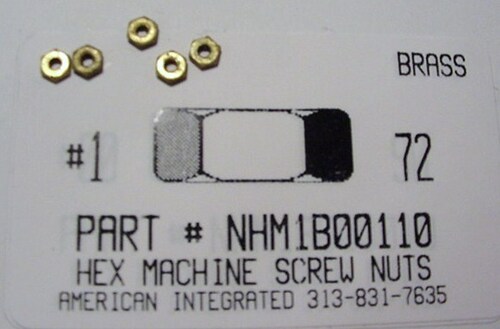 BRASS
#1 72
PART # NHM1B00110
HEX MACHINE SCREW NUTS
AMERICAN INTEGRATED 313-831-7635